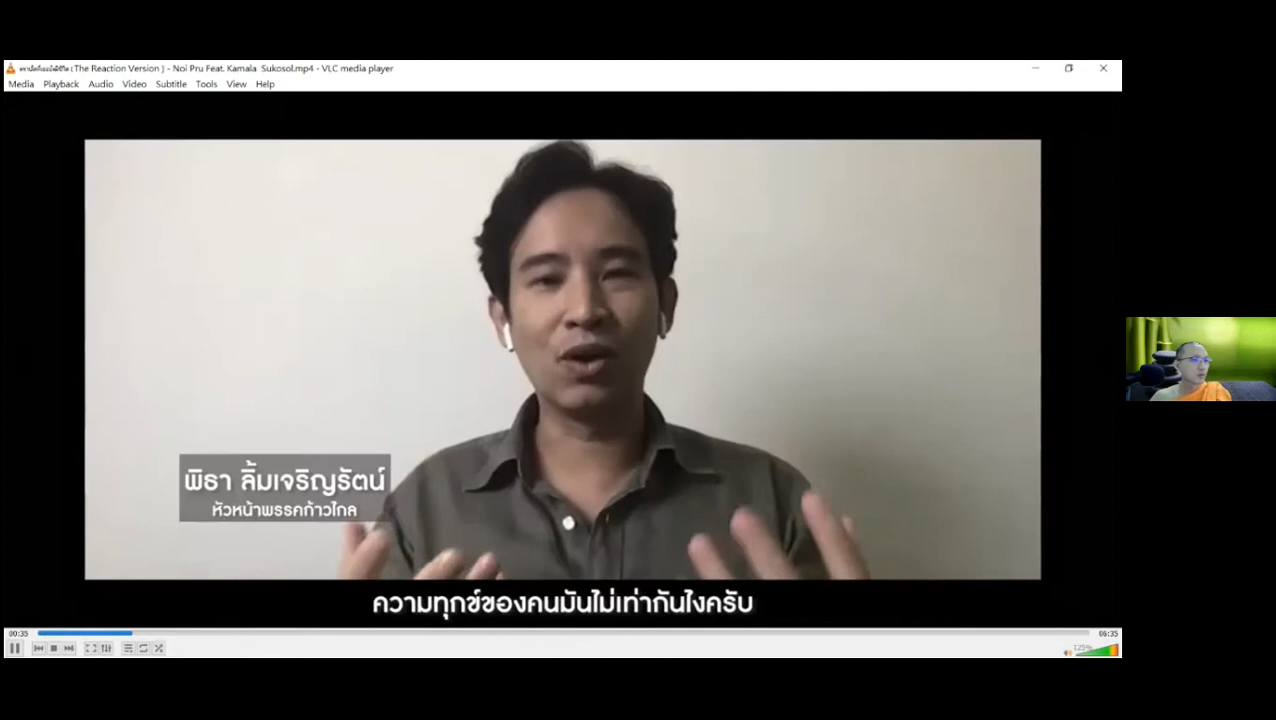 (The Reaction Version ) - Noi Pru Feat. Kamala Sukosol.mp4 - VLC media player
Media Playback Audio Video Subtitle Tools View Help
พิธา ลิ้มเจริญรัตน์
หัวหน้าพรรคก้าวไกล
ความทุกข์ของคนมันไม่เท่ากันไงครับ
00:35
06:35
125%